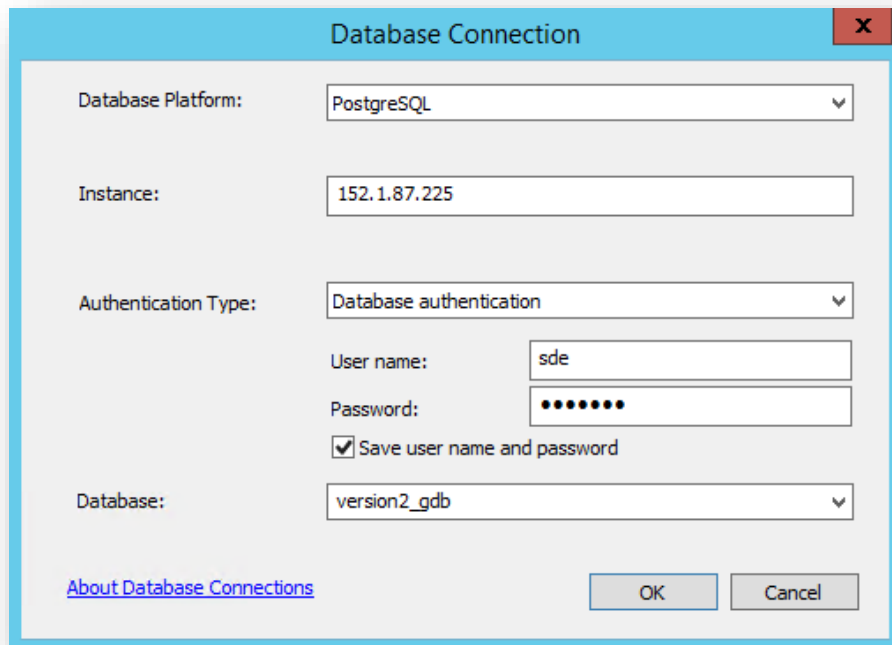 Database Connection
x
Database Platform: PostgreSQL
Instance: 152.1.87.225
Authentication Type: Database authentication
User name: sde
Password: •••••••
Save user name and password
Database: version2_gdb
About Database Connections OK Cancel